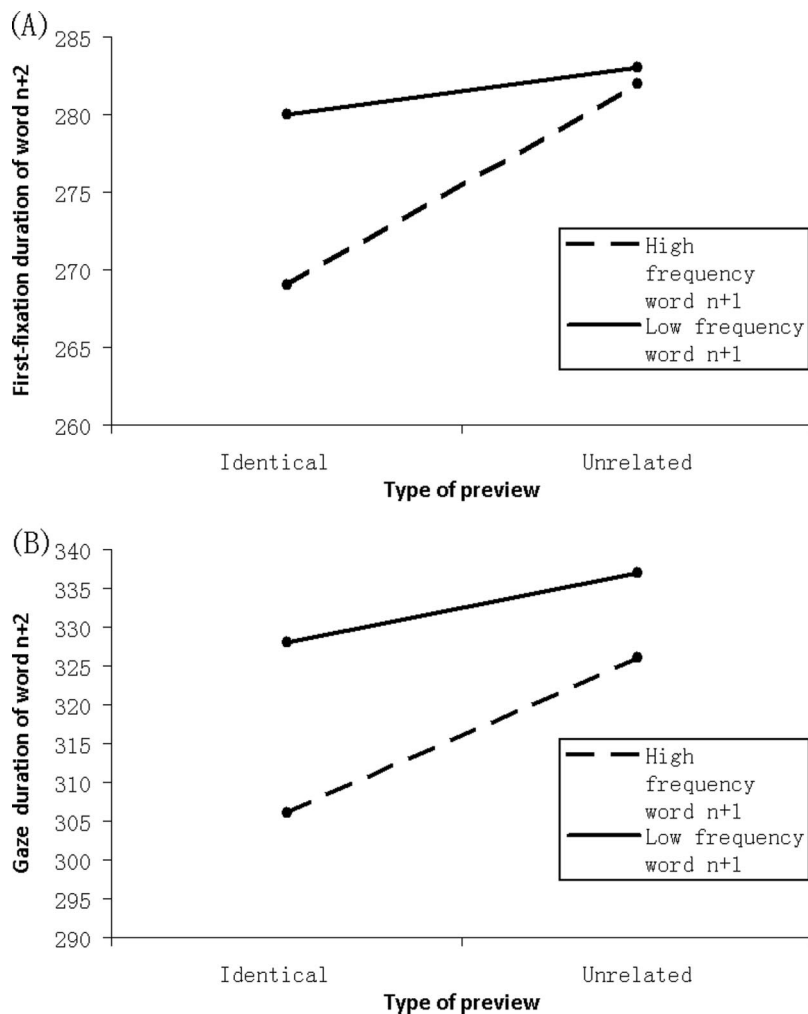 (A)
First-fixation duration of word n+2
285
280
275
270
265
260
Identical
Unrelated
Type of preview
High
frequency
word n+1
Low frequency
word n+1
(B)
Gaze duration of word n+2
340
335
330
325
320
315
310
305
300
295
290
Identical
Unrelated
Type of preview
High
frequency
word n+1
Low frequency
word n+1